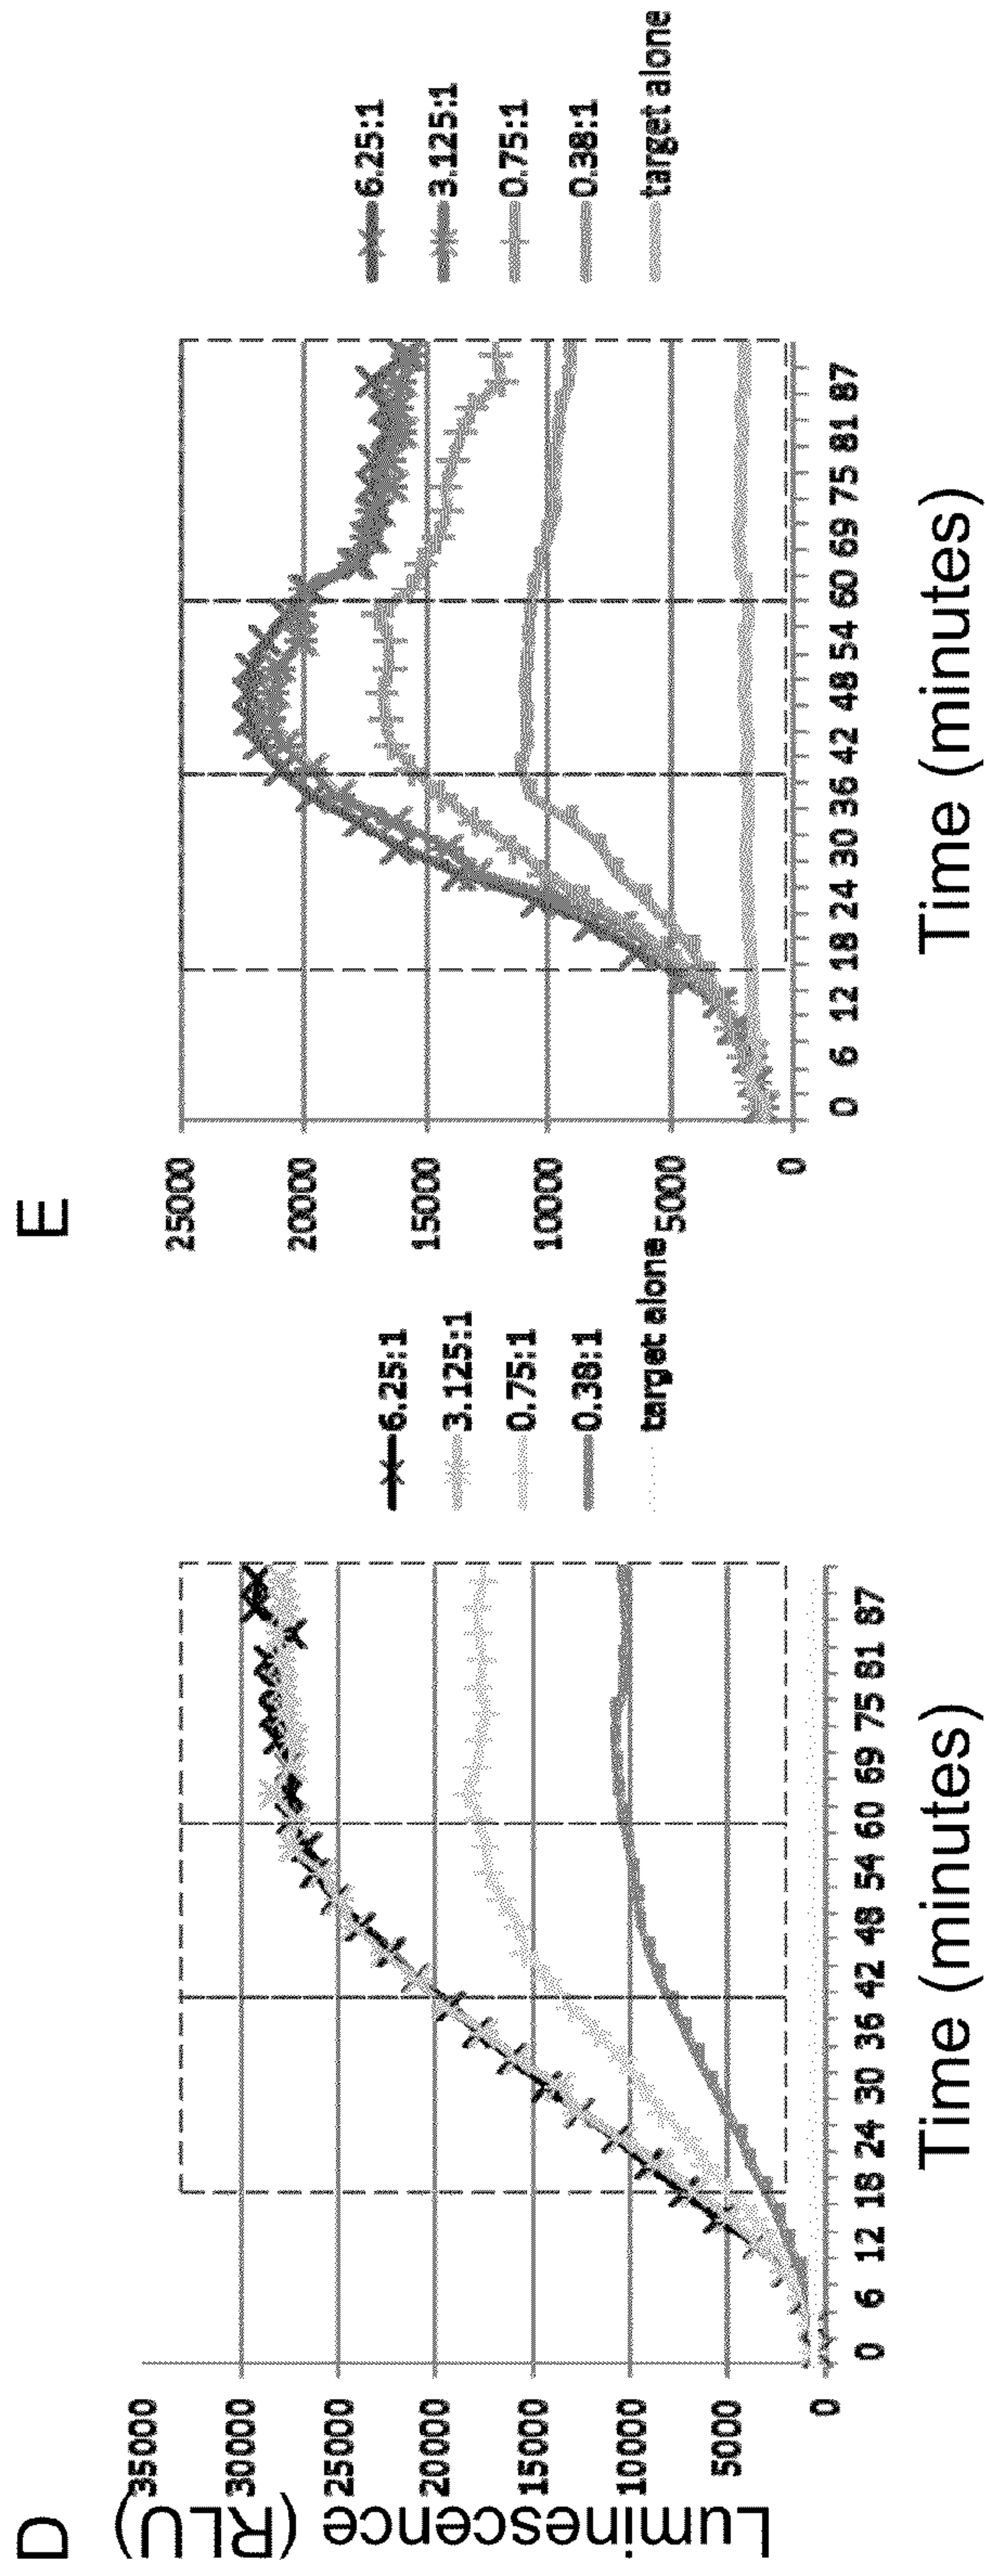 D
Luminescence (RLU)
35000
30000
25000
20000
15000
10000
5000
0
0 6 12 18 24 30 36 42 48 54 60 69 75 81 87
Time (minutes)
6.25:1
3.125:1
0.75:1
0.38:1
target alone
E
25000
20000
15000
10000
5000
0
0 6 12 18 24 30 36 42 48 54 60 69 75 81 87
Time (minutes)
6.25:1
3.125:1
0.75:1
0.38:1
target alone